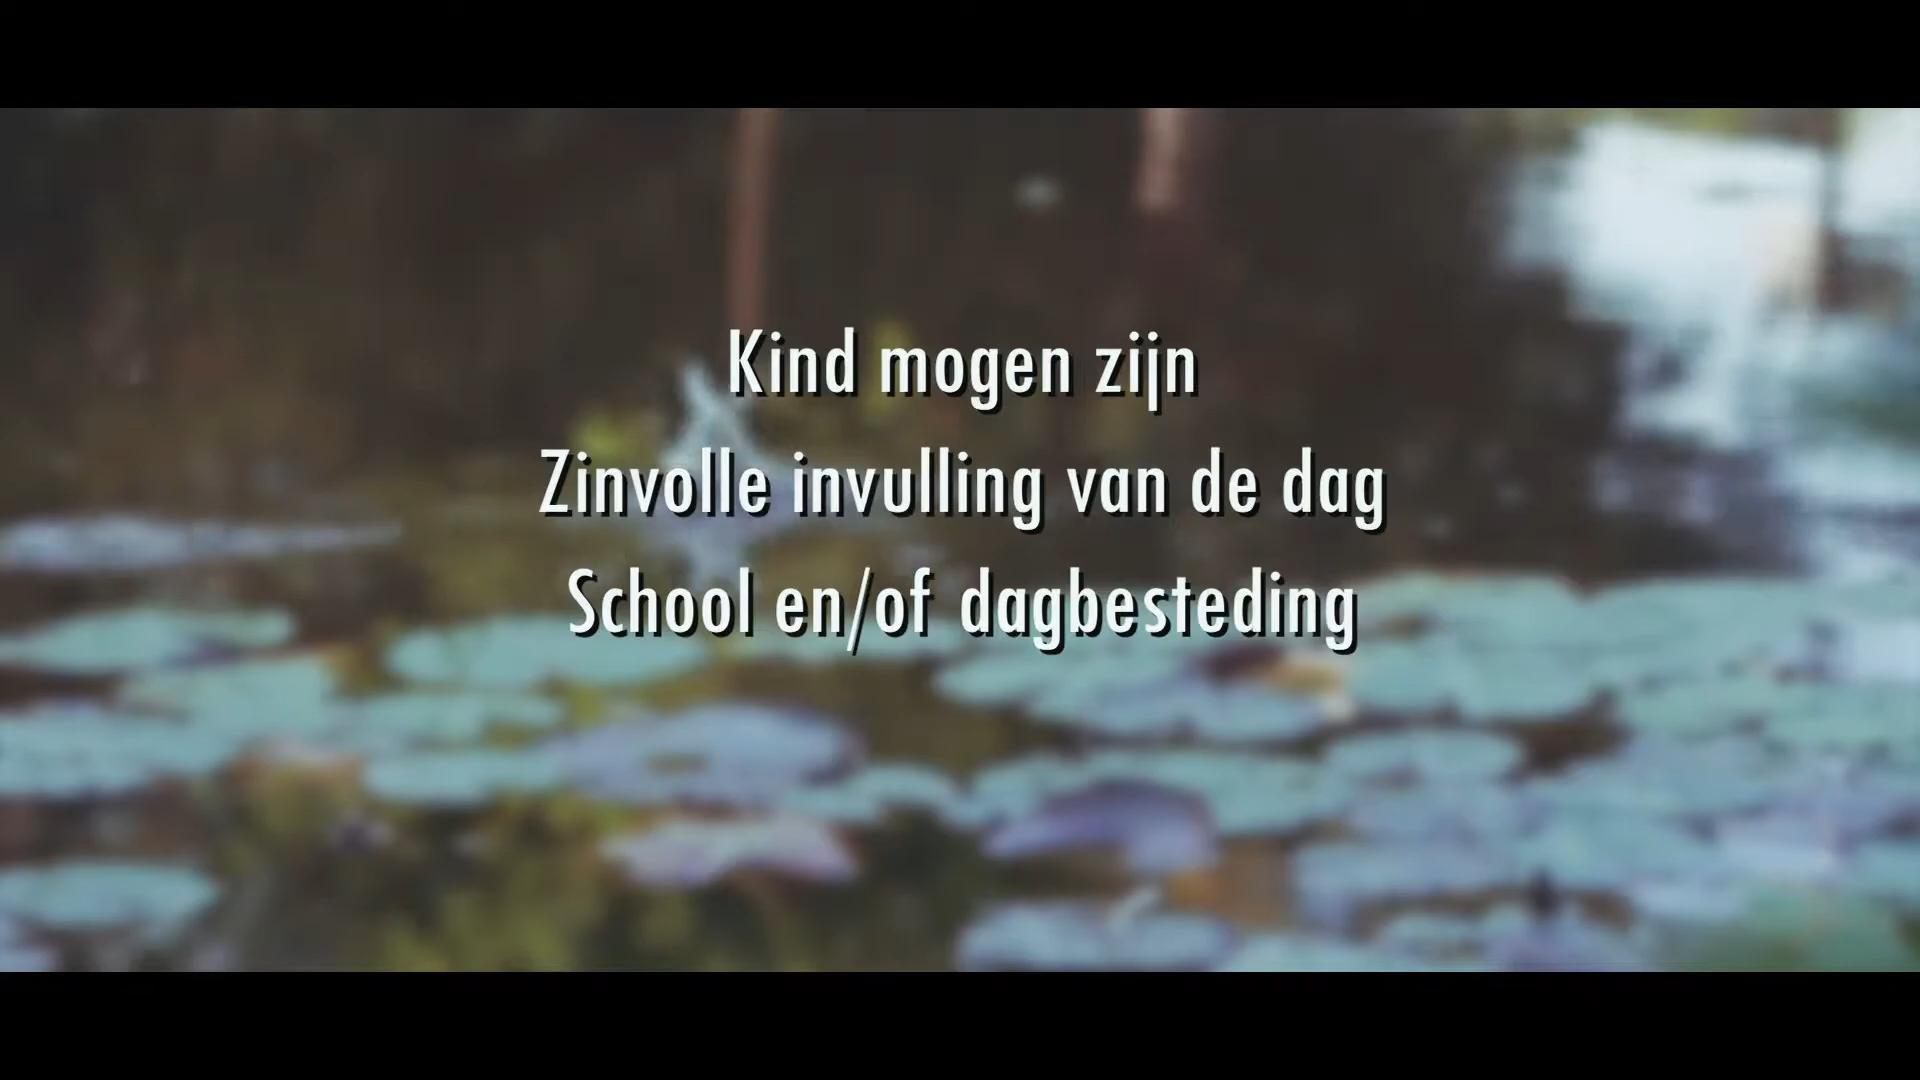 Kind mogen zijn
Zinvolle invulling van de dag
School en/of dagbesteding